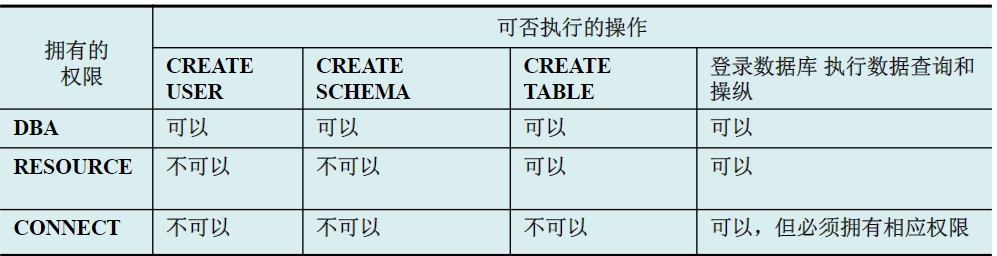 拥有的
权限
可否执行的操作
CREATE
USER
CREATE
SCHEMA
CREATE
TABLE
登录数据库 执行数据查询和
操纵
DBA
可以
可以
可以
可以
RESOURCE
不可以
不可以
可以
可以
CONNECT
不可以
不可以
不可以
可以，但必须拥有相应权限